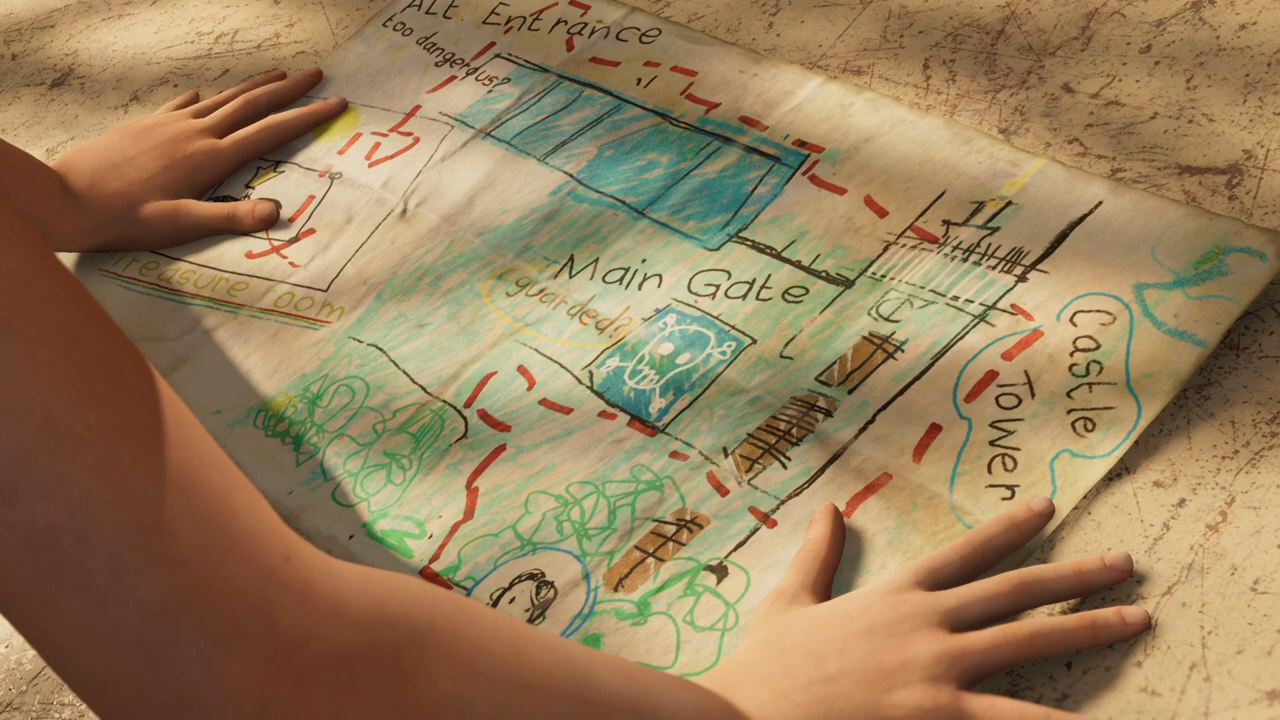 ALt. Entrance
too dangerous?
Main Gate
guarded?
Treasure room
Castle
Tower